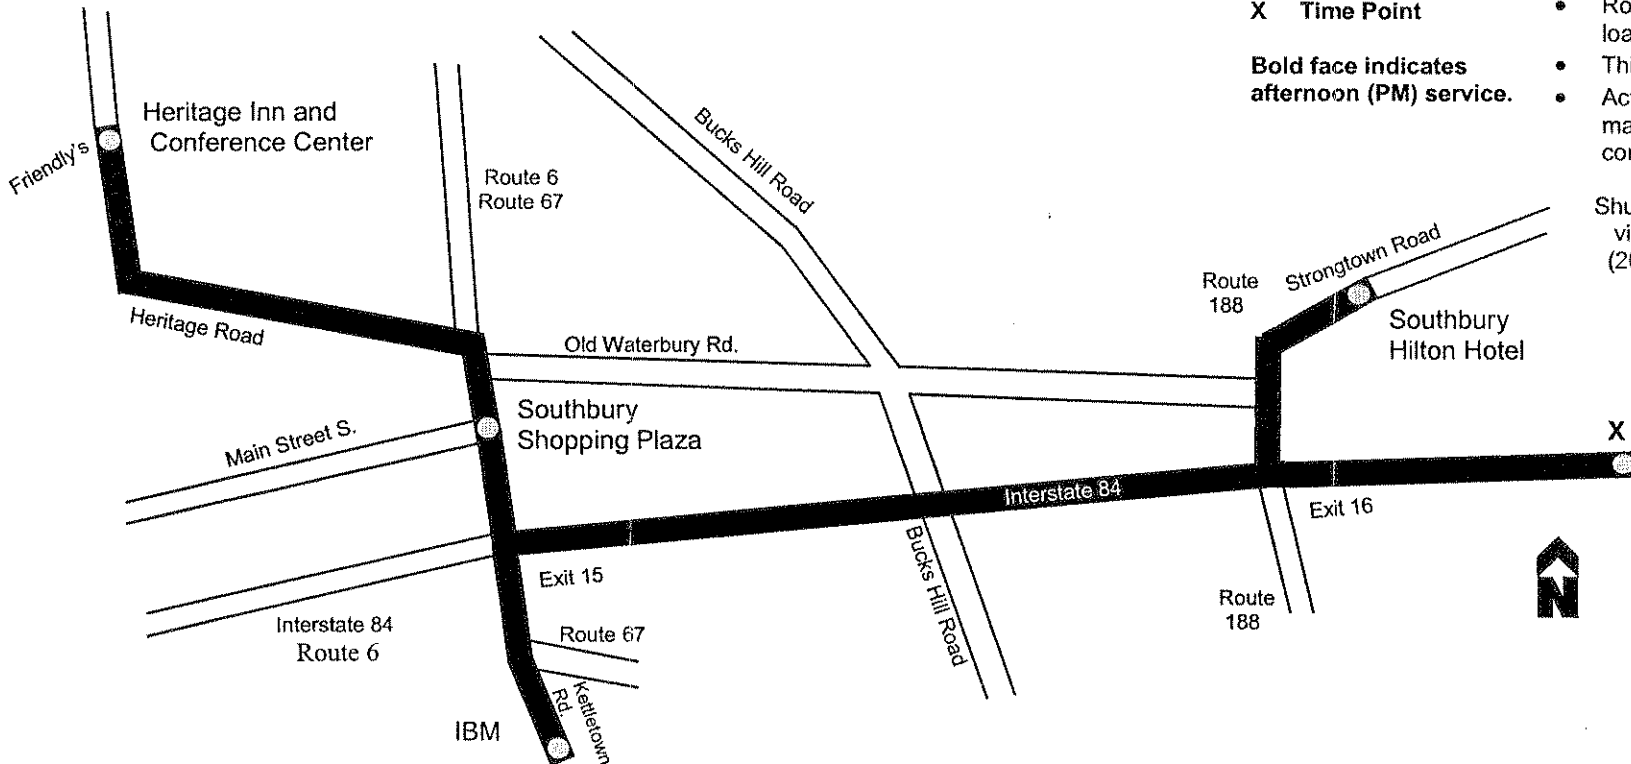 X Time Point
Bold face indicates
afternoon (PM) service.
Heritage Inn and
Conference Center
Friendly's
Route 6
Route 67
Bucks Hill Road
Strongtown Road
Route
188
Southbury
Hilton Hotel
Heritage Road
Old Waterbury Rd.
Southbury
Shopping Plaza
Main Street S.
X
Interstate 84
Exit 16
Exit 15
Bucks Hill Road
Interstate 84
Route 6
Route 67
Route
188
N
Kettletown
Rd.
IBM